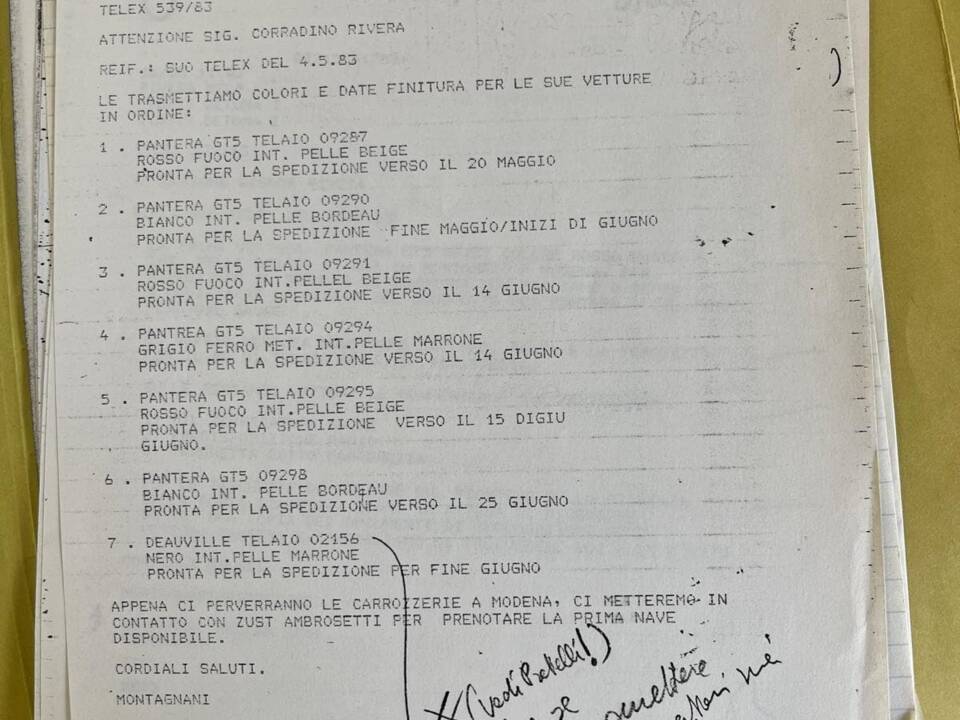 TELEX 539/83
ATTENZIONE SIG. CORRADINO RIVERA
REIF.: SUO TELEX DEL 4.5.83
LE TRASMETTIAMO COLORI E DATE FINITURA PER LE SUE VETTURE
IN ORDINE:
1 . PANTERA GT5 TELAIO 09287
ROSSO FUOCO INT. PELLE BEIGE
PRONTA PER LA SPEDIZIONE VERSO IL 20 MAGGIO
2 . PANTERA GT5 TELAIO 09290
BIANCO INT. PELLE BORDEAU
PRONTA PER LA SPEDIZIONE FINE MAGGIO/INIZI DI GIUGNO
3 . PANTERA GT5 TELAIO 09291
ROSSO FUOCO INT.PELLEL BEIGE
PRONTA PER LA SPEDIZIONE VERSO IL 14 GIUGNO
4 . PANTREA GT5 TELAIO 09294
GRIGIO FERRO MET. INT.PELLE MARRONE
PRONTA PER LA SPEDIZIONE VERSO IL 14 GIUGNO
5 . PANTERA GT5 TELAIO 09295
ROSSO FUOCO INT.PELLE BEIGE
PRONTA PER LA SPEDIZIONE VERSO IL 15 DIGIU
GIUGNO.
6 . PANTERA GT5 09298
BIANCO INT. PELLE BORDEAU
PRONTA PER LA SPEDIZIONE VERSO IL 25 GIUGNO
7 . DEAUVILLE TELAIO 02156
NERO INT.PELLE MARRONE
PRONTA PER LA SPEDIZIONE PER FINE GIUGNO
APPENA CI PERVERRANNO LE CARROZZERIE A MODENA, CI METTEREMO IN
CONTATTO CON ZUST AMBROSETTI PER PRENOTARE LA PRIMA NAVE
DISPONIBILE.
CORDIALI SALUTI.
MONTAGNANI